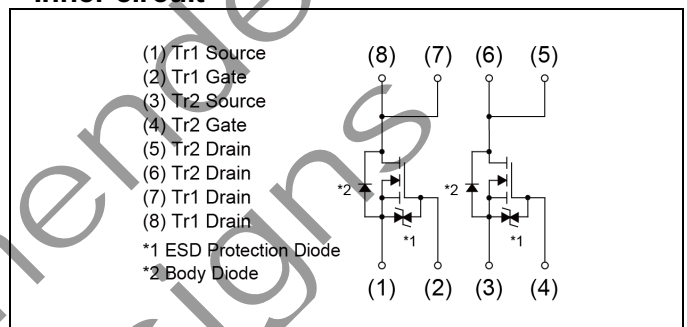 Inner circuit
(1) Tr1 Source
(2) Tr1 Gate
(3) Tr2 Source
(4) Tr2 Gate
(5) Tr2 Drain
(6) Tr2 Drain
(7) Tr1 Drain
(8) Tr1 Drain
*1 ESD Protection Diode
*2 Body Diode
(8) (7) (6) (5)
*2 *2
*1 *1
(1) (2) (3) (4)